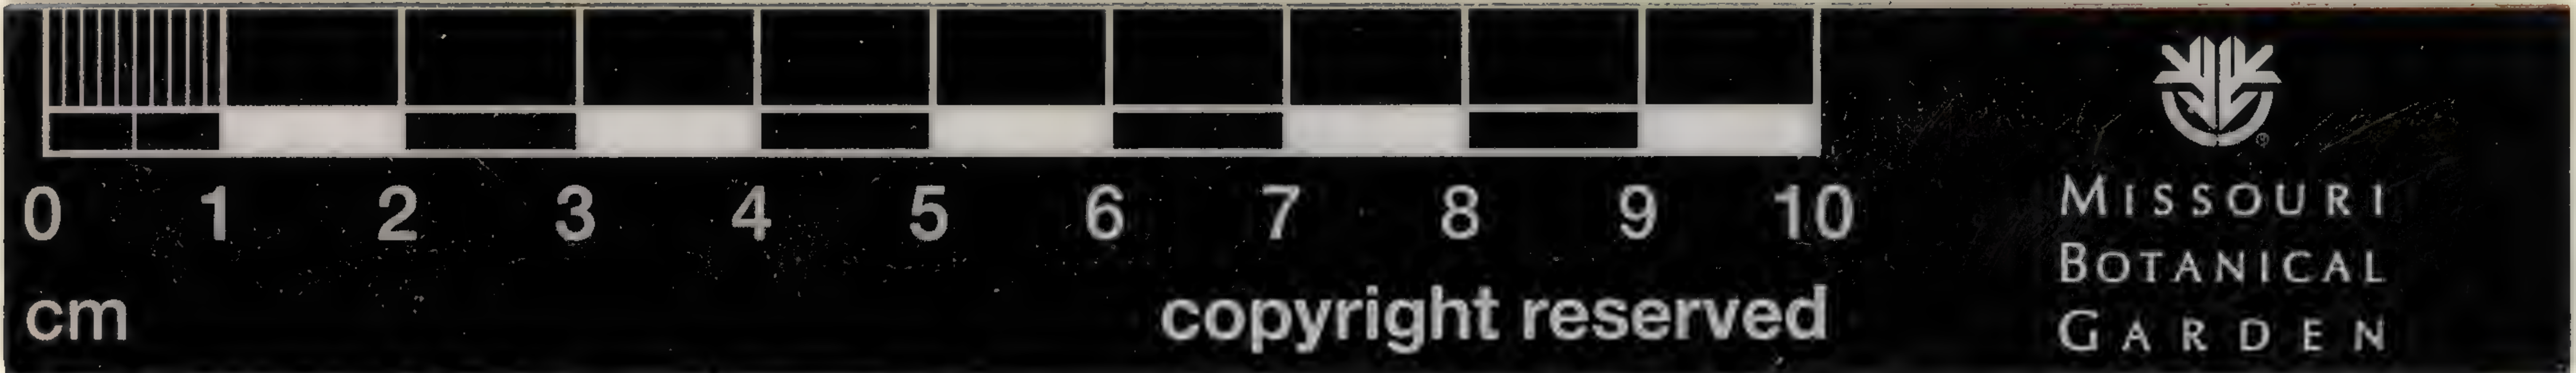 0 1 2 3 4 5 6 7 8 9 10
cm
copyright reserved
®
MISSOURI
BOTANICAL
GARDEN